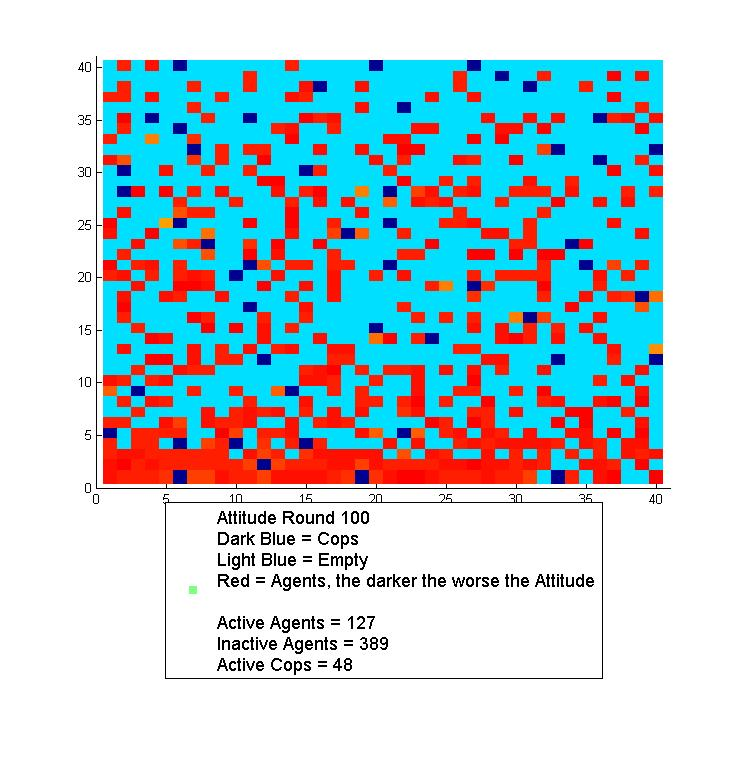 40
35
30
25
20
15
10
5
0
0 5 10 15 20 25 30 35 40
Attitude Round 100
Dark Blue = Cops
Light Blue = Empty
Red = Agents, the darker the worse the Attitude
Active Agents = 127
Inactive Agents = 389
Active Cops = 48